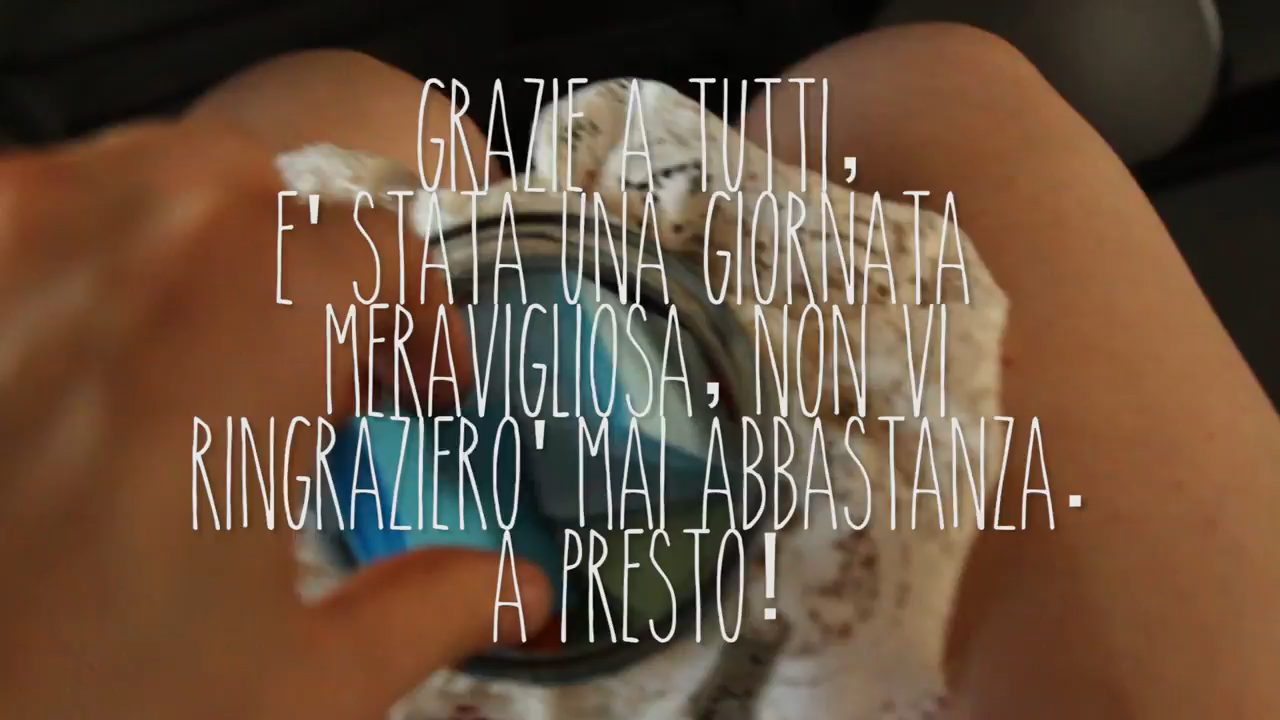 GRAZIE A TUTTI,
E' STATA UNA GIORNATA
MERAVIGLIOSA, NON VI
RINGRAZIERO' MAI ABBASTANZA.
A PRESTO!